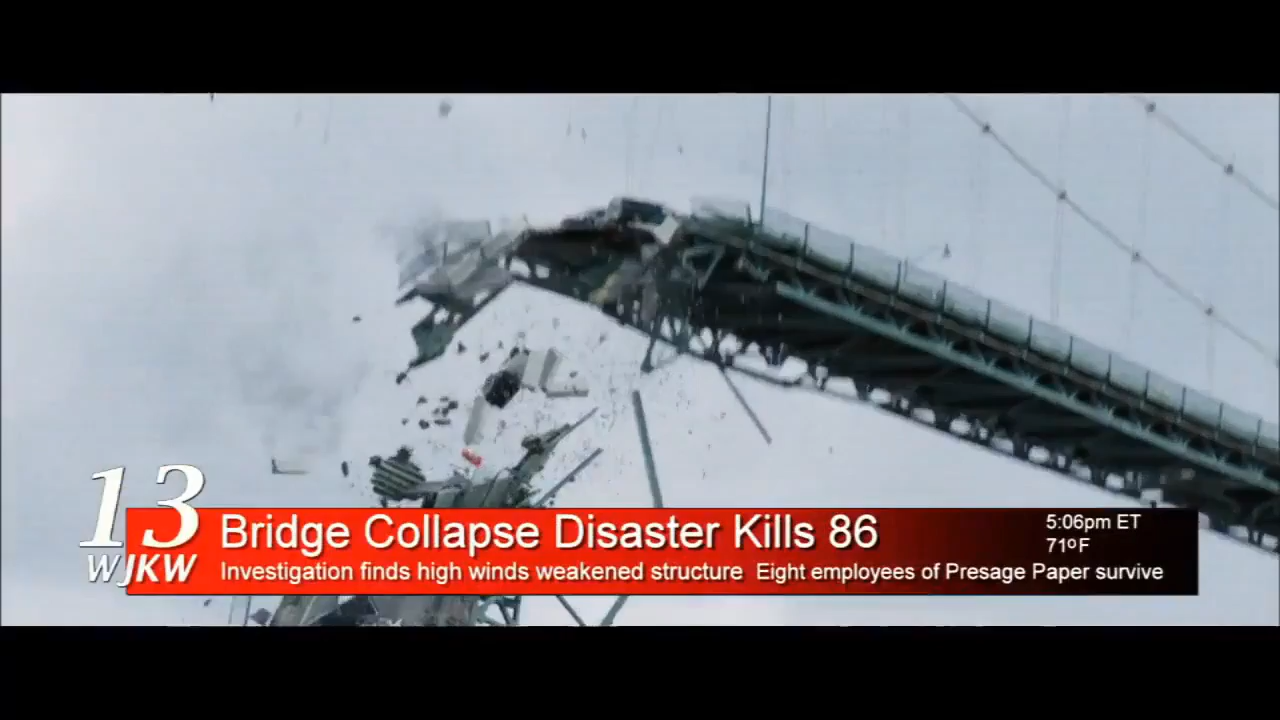 13
WJKW
Bridge Collapse Disaster Kills 86
5:06pm ET
71ºF
Investigation finds high winds weakened structure Eight employees of Presage Paper survive